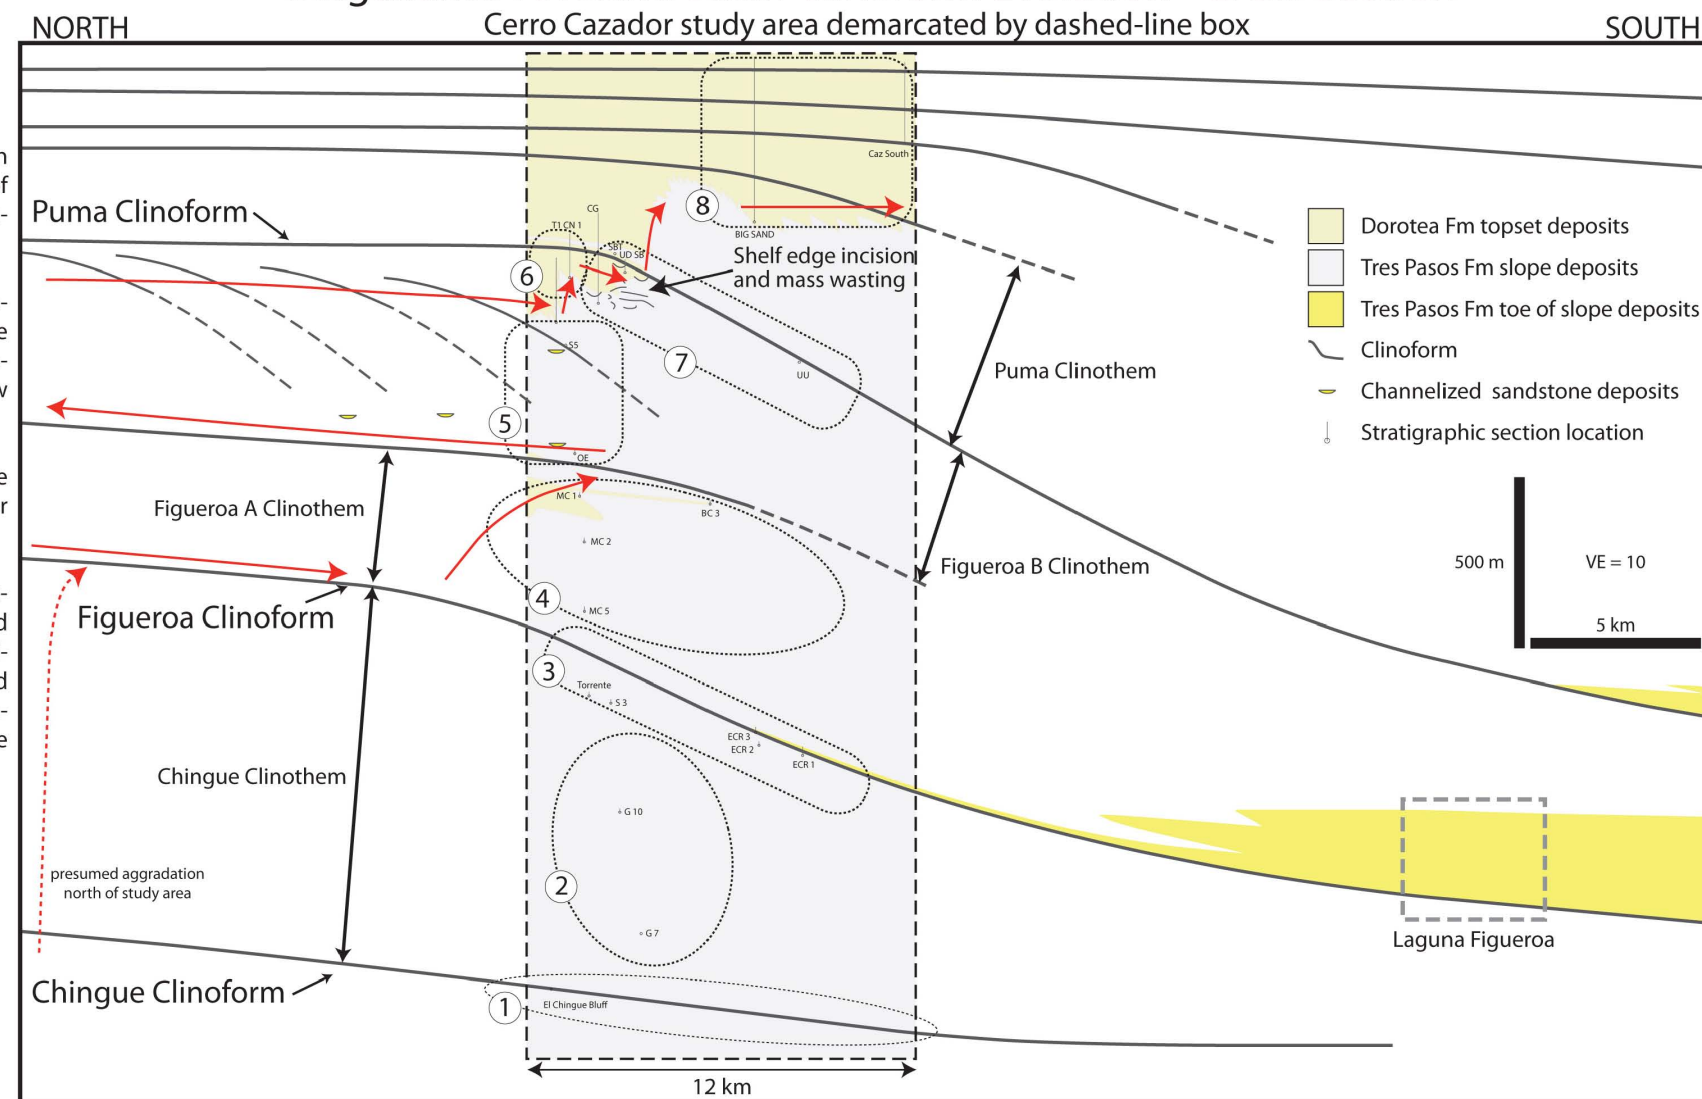 Cerro Cazador study area demarcated by dashed-line box
NORTH
SOUTH
Caz South
Puma Clinoform
8
BIG SAND
CG
T1 CN 1
SBT
UD SB
6
Shelf edge incision
and mass wasting
Dorotea Fm topset deposits
Tres Pasos Fm slope deposits
Tres Pasos Fm toe of slope deposits
Clinoform
Channelized sandstone deposits
Stratigraphic section location
S5
7
UU
Puma Clinothem
5
OE
Figueroa A Clinothem
MC 1
BC 3
MC 2
Figueroa B Clinothem
500 m
VE = 10
5 km
4
MC 5
Figueroa Clinoform
3
Torrente
S 3
ECR 3
ECR 2
ECR 1
Chingue Clinothem
G 10
presumed aggradation
north of study area
2
G 7
Laguna Figueroa
Chingue Clinoform
1
El Chingue Bluff
12 km